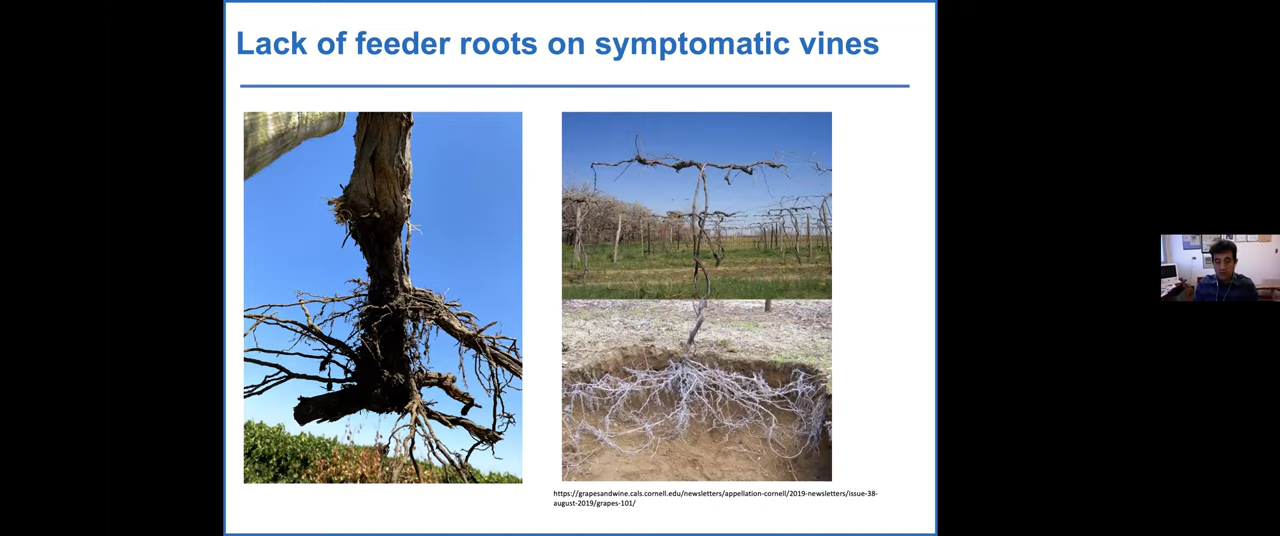 Lack of feeder roots on symptomatic vines
https://grapesandwine.cals.cornell.edu/newsletters/appellation-cornell/2019-newsletters/issue-38-
august-2019/grapes-101/